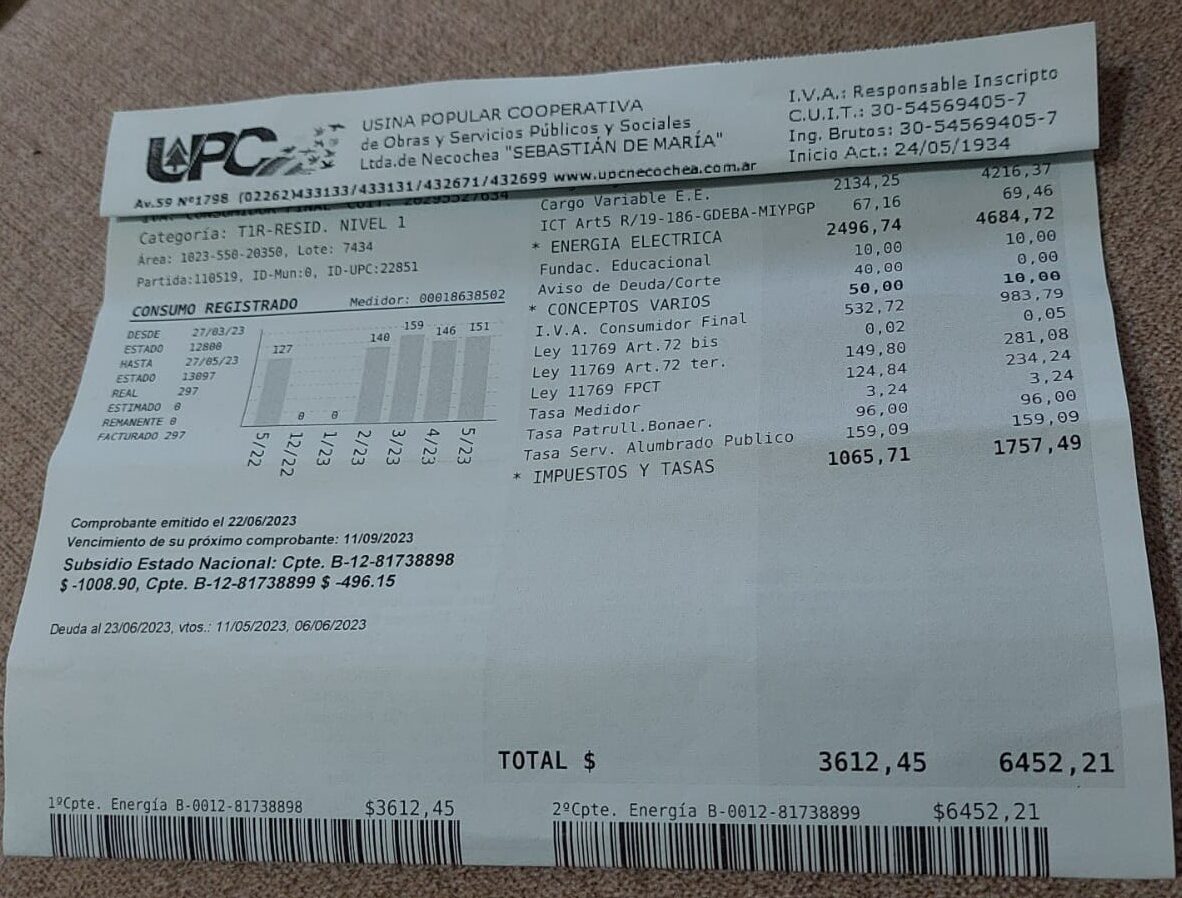 UPC
USINA POPULAR COOPERATIVA
de Obras y Servicios Públicos y Sociales
Ltda.de Necochea "SEBASTIÁN DE MARÍA"
Av.59 Nº1798 (02262)433133/433131/432671/432699 www.upcnecochea.com.ar
I.V.A.: Responsable Inscripto
C.U.I.T.: 30-54569405-7
Ing. Brutos: 30-54569405-7
Inicio Act.: 24/05/1934
Categoría: T1R-RESID. NIVEL 1
Área: 1023-550-20350, Lote: 7434
Partida:110519, ID-Mun:0, ID-UPC:22851
CONSUMO REGISTRADO Medidor: 00018638502
DESDE 27/03/23
ESTADO 12800
HASTA 27/05/23
ESTADO 13097
REAL 297
ESTIMADO 0
REMANENTE 0
FACTURADO 297
127 0 0 140 159 146 151
5/22 12/22 1/23 2/23 3/23 4/23 5/23
Comprobante emitido el 22/06/2023
Vencimiento de su próximo comprobante: 11/09/2023
Subsidio Estado Nacional: Cpte. B-12-81738898
$ -1008.90, Cpte. B-12-81738899 $ -496.15
Deuda al 23/06/2023, vtos.: 11/05/2023, 06/06/2023
Cargo Variable E.E. 2134,25 4216,37
ICT Art5 R/19-186-GDEBA-MIYPGP 67,16 69,46
* ENERGIA ELECTRICA 2496,74 4684,72
Fundac. Educacional 10,00 10,00
Aviso de Deuda/Corte 40,00 0,00
* CONCEPTOS VARIOS 50,00 10,00
I.V.A. Consumidor Final 532,72 983,79
Ley 11769 Art.72 bis 0,02 0,05
Ley 11769 Art.72 ter. 149,80 281,08
Ley 11769 FPCT 124,84 234,24
Tasa Medidor 3,24 3,24
Tasa Patrull.Bonaer. 96,00 96,00
Tasa Serv. Alumbrado Publico 159,09 159,09
* IMPUESTOS Y TASAS 1065,71 1757,49
TOTAL $ 3612,45 6452,21
1ºCpte. Energía B-0012-81738898 $3612,45
2ºCpte. Energía B-0012-81738899 $6452,21